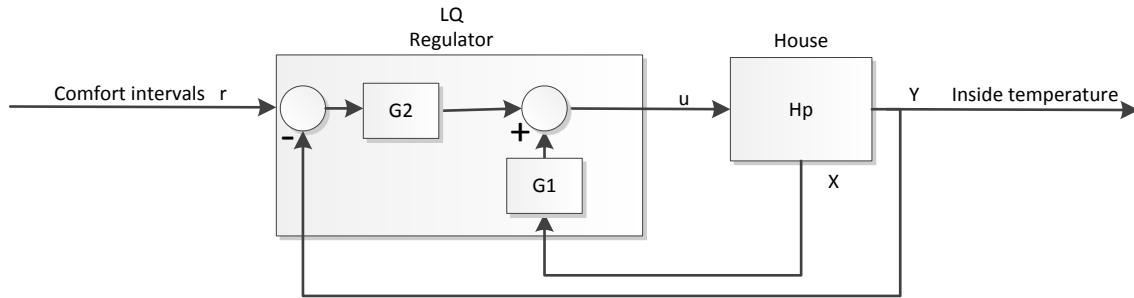 LQ
Regulator
House
Comfort intervals r
G2
u
Hp
Y Inside temperature
-
+
G1
X